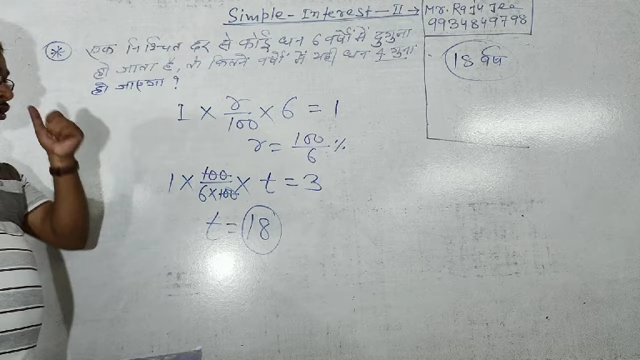 Simple-Interest-II
Mr. Raju Jee
9934849798
एक निश्चित दर से कोई धन 6 वर्षों में दुगुना
हो जाता है, तो कितने वर्षों में वही धन 4 गुना
हो जाएगा ?
18 वर्ष
1 × r/100 × 6 = 1
r = 100/6 %
1 × 100/6×100 × t = 3
t = 18